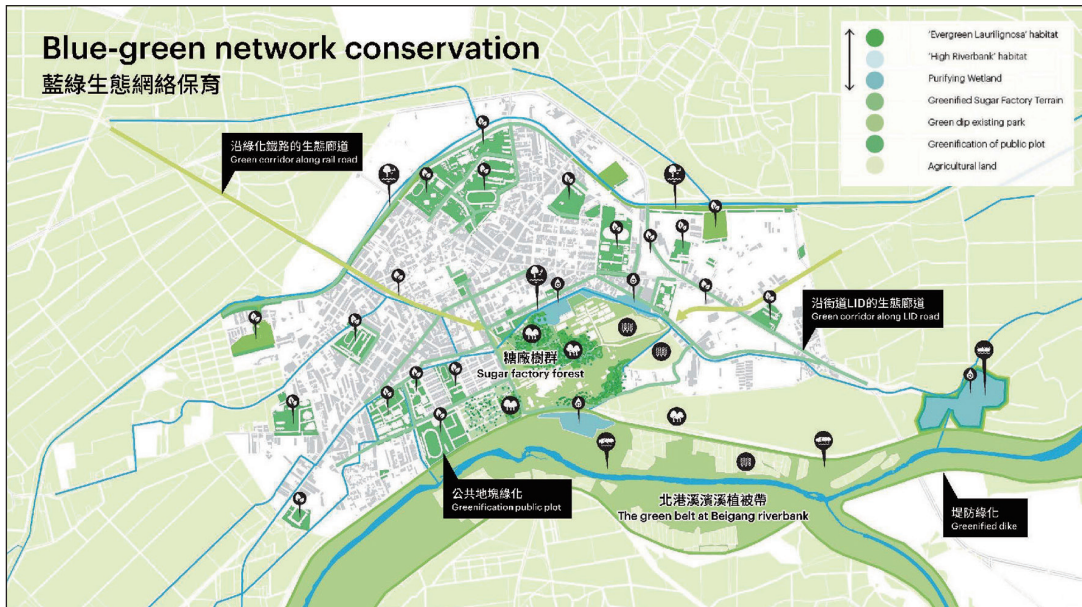 Blue-green network conservation
藍綠生態網絡保育
'Evergreen Laurilignosa' habitat
'High Riverbank' habitat
Purifying Wetland
Greenified Sugar Factory Terrain
Green dip existing park
Greenification of public plot
Agricultural land
沿綠化鐵路的生態廊道
Green corridor along rail road
沿街道LID的生態廊道
Green corridor along LID road
糖廠樹群
Sugar factory forest
公共地塊綠化
Greenification public plot
北港溪濱溪植被帶
The green belt at Beigang riverbank
堤防綠化
Greenified dike